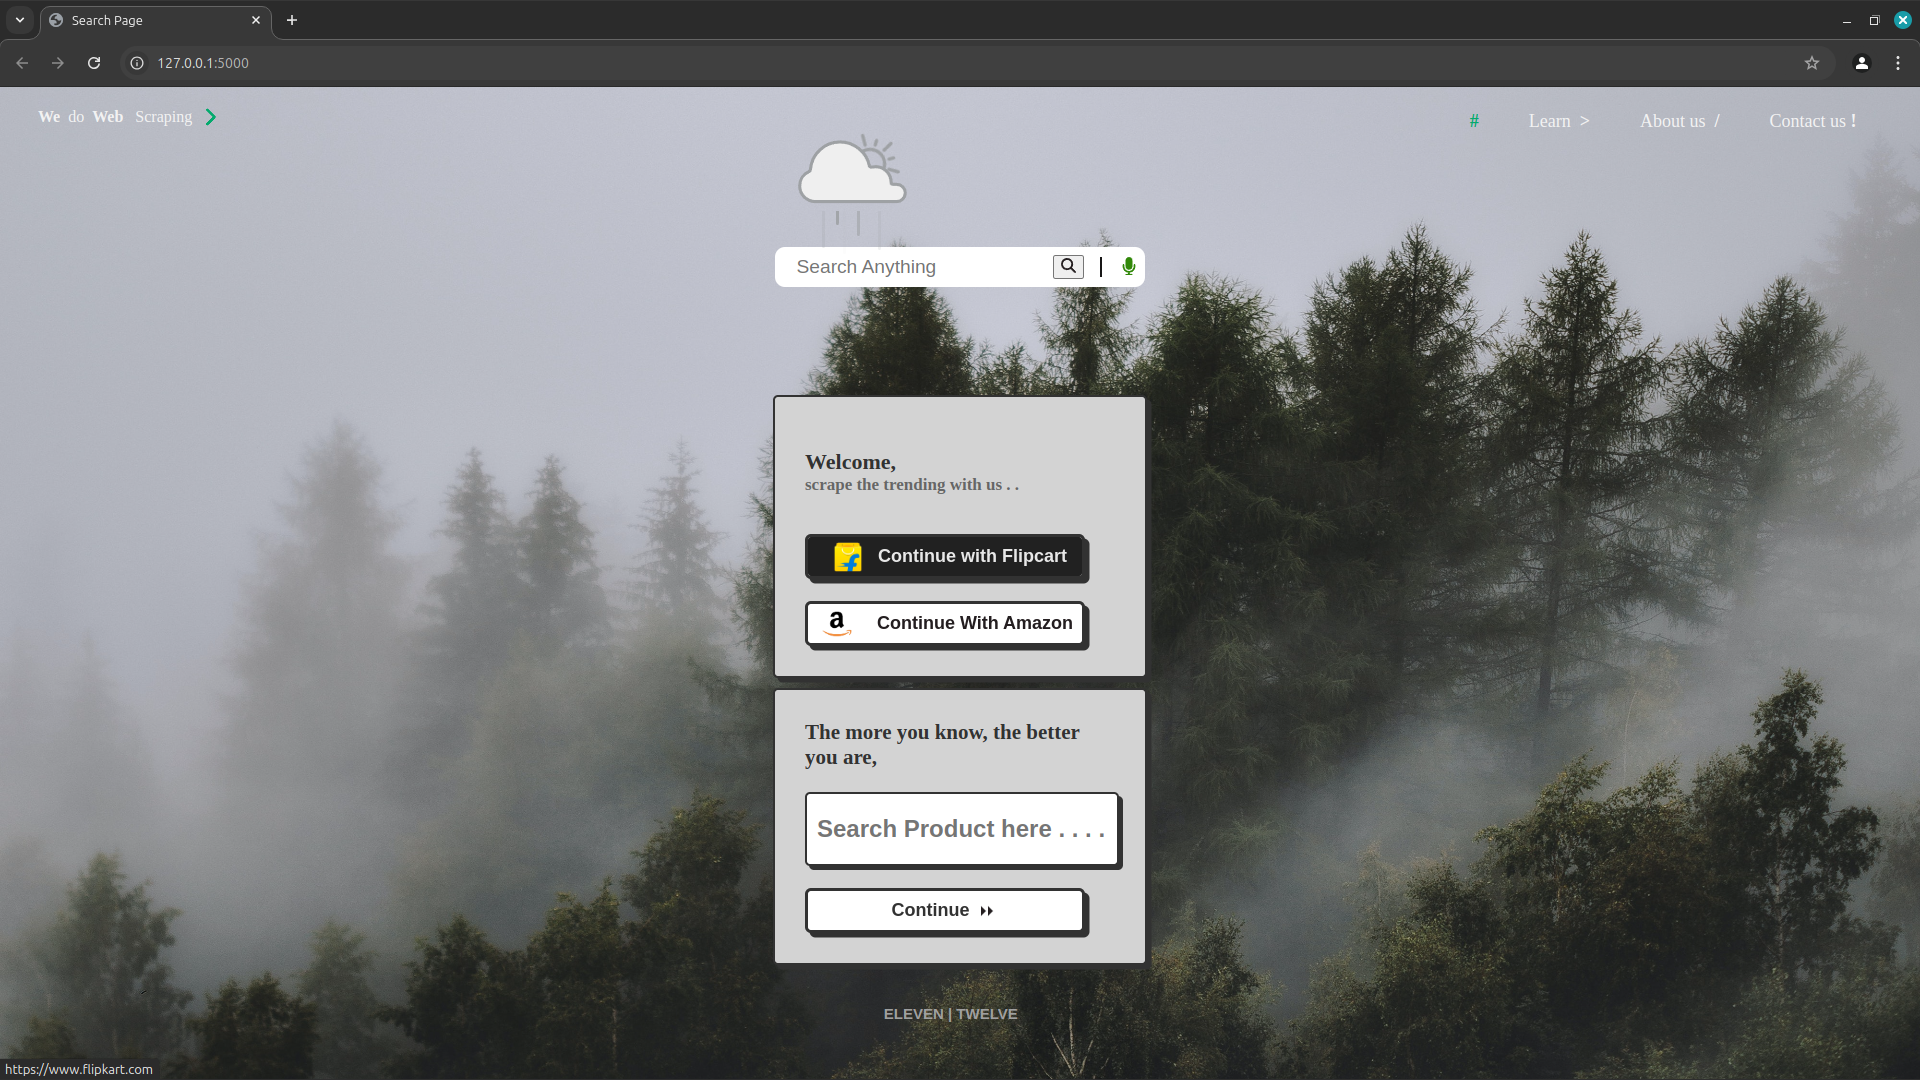 Search Page
127.0.0.1:5000
We do Web Scraping
# Learn > About us / Contact us !
Search Anything
Welcome,
scrape the trending with us . .
Continue with Flipcart
a Continue With Amazon
The more you know, the better
you are,
Search Product here . . . .
Continue
ELEVEN | TWELVE
https://www.flipkart.com